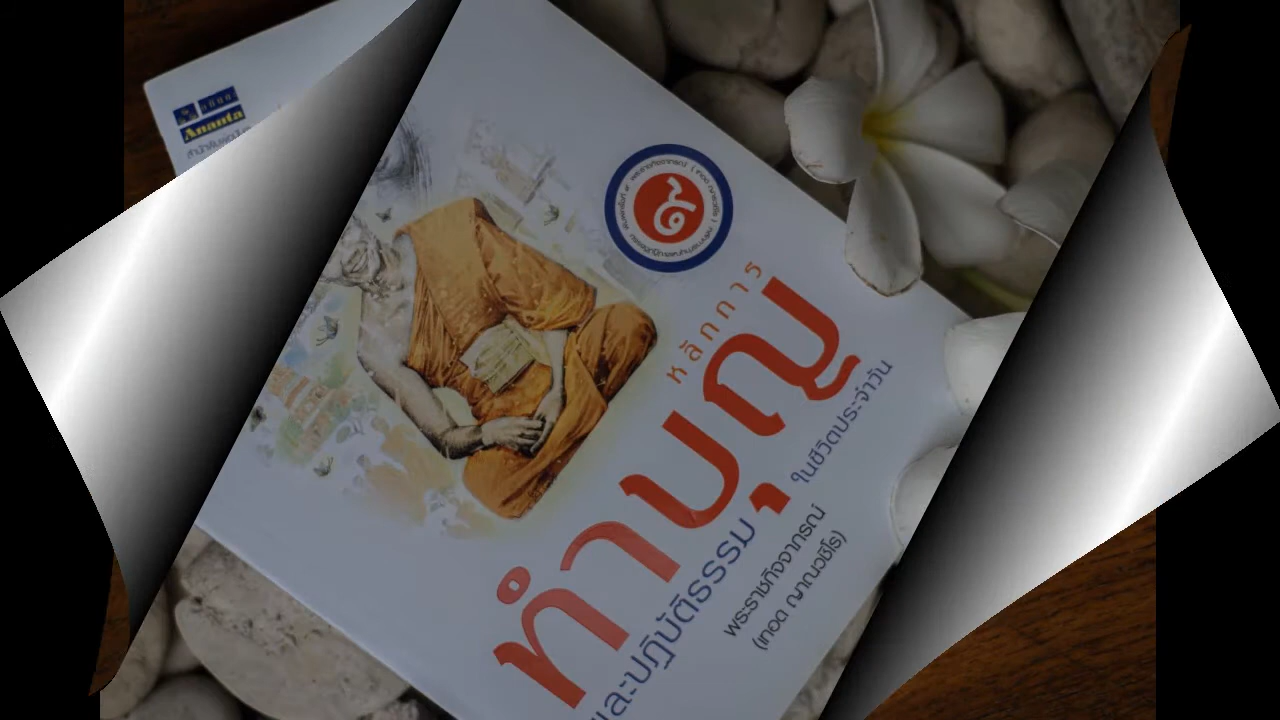 Ananta
๙
หลักการ
ทำบุญ
และปฏิบัติธรรม ในชีวิตประจำวัน
พระราชกิจจาภรณ์
(เทอด ญาณวชิโร)